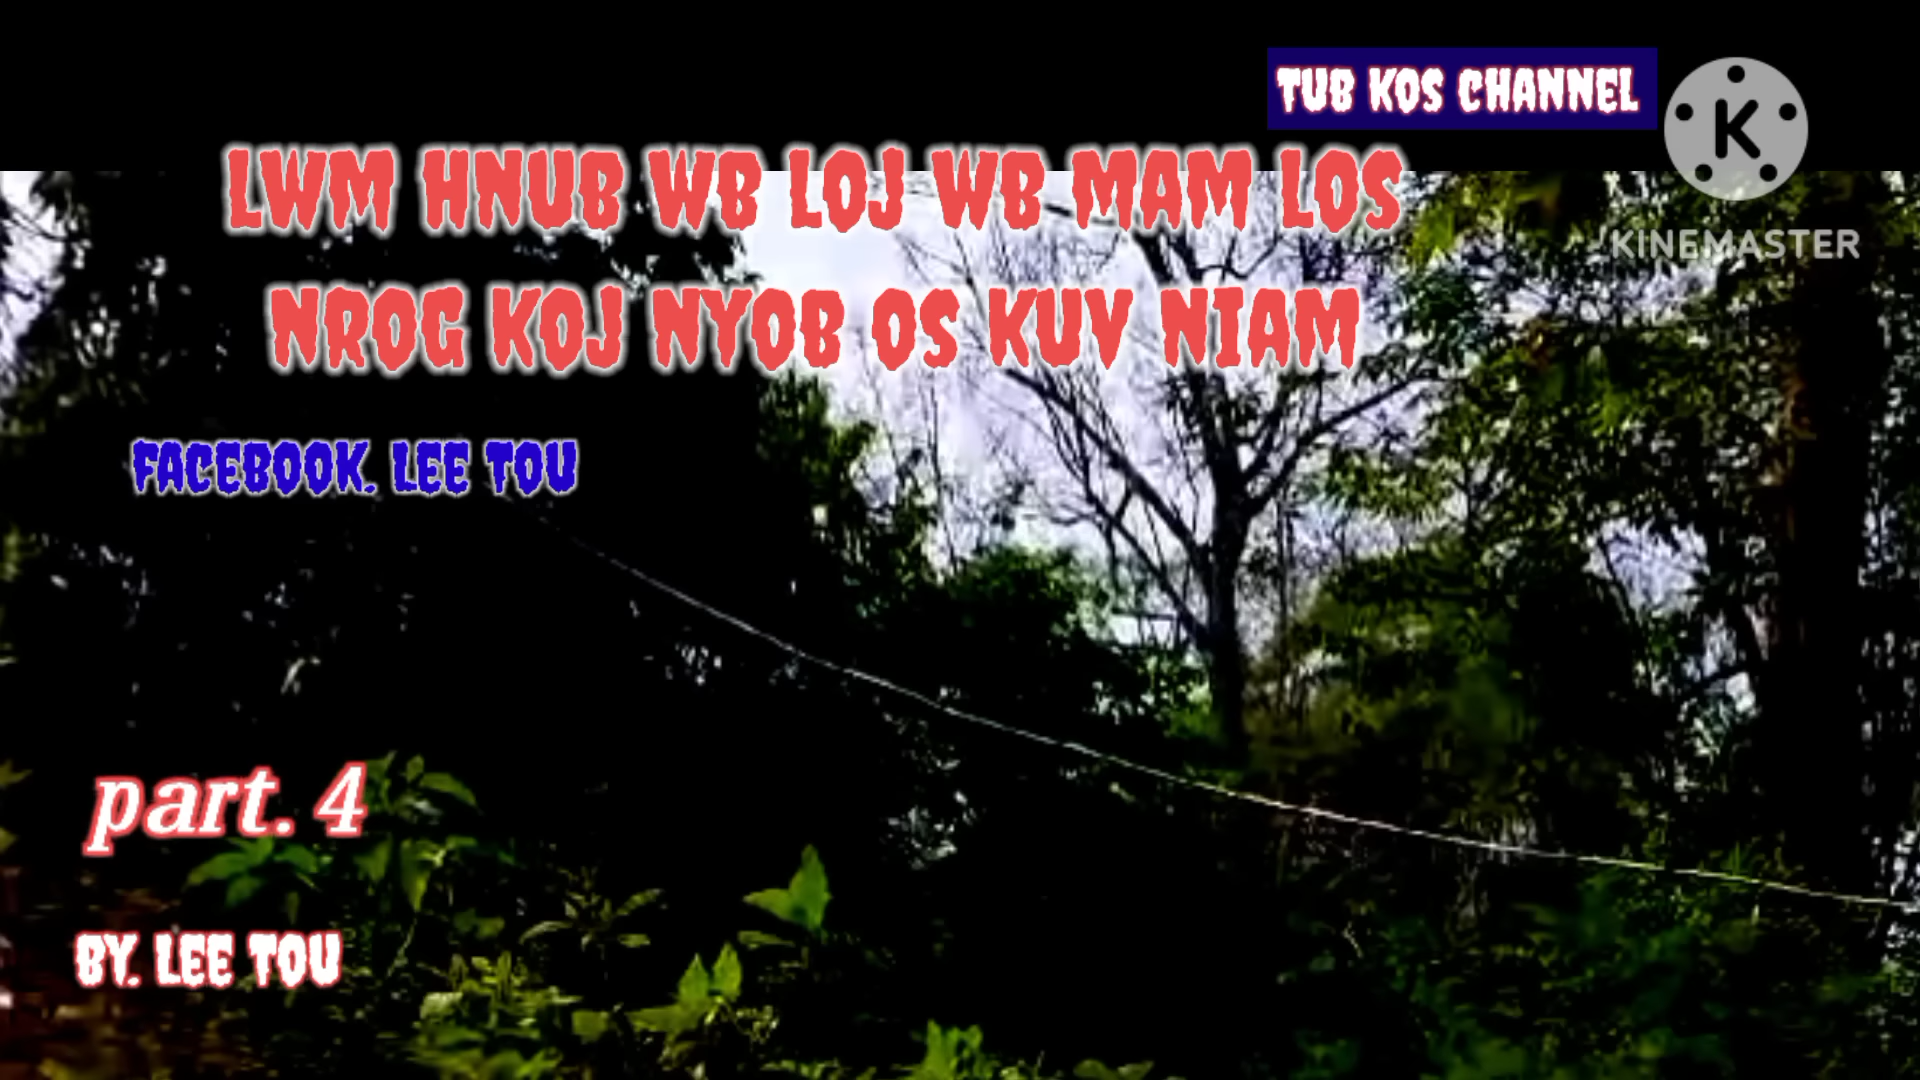 TUB KOS CHANNEL
K
KINEMASTER
LWM HNUB WB LOJ WB MAM LOS
NROG KOJ NYOB OS KUV NIAM
FACEBOOK. LEE TOU
part. 4
BY. LEE TOU